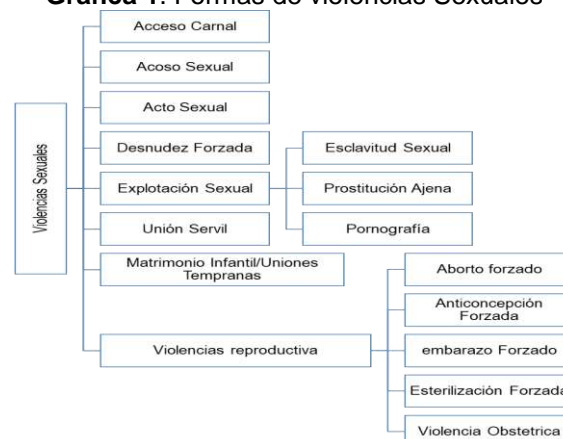 Gráfica 1. Formas de violencias Sexuales
Violencias Sexuales
Acceso Carnal
Acoso Sexual
Acto Sexual
Desnudez Forzada
Explotación Sexual
Unión Servil
Matrimonio Infantil/Uniones
Tempranas
Violencias reproductiva
Esclavitud Sexual
Prostitución Ajena
Pornografía
Aborto forzado
Anticoncepción
Forzada
embarazo Forzado
Esterilización Forzada
Violencia Obstetrica